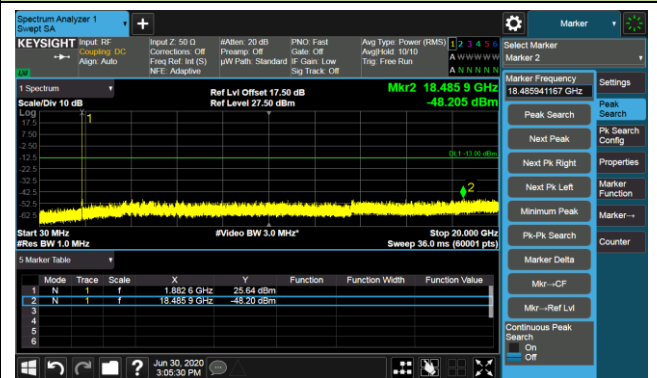 Spectrum Analyzer 1
Swept SA
+
Marker
KEYSIGHT Input: RF
Coupling: DC
Align: Auto
Input Z: 50 Ω
Corrections: Off
Freq Ref: Int (S)
NFE: Adaptive
#Atten: 20 dB
Preamp: Off
µW Path: Standard
PNO: Fast
Gate: Off
IF Gain: Low
Sig Track: Off
Avg Type: Power (RMS)
Avg|Hold: 10/10
Trig: Free Run
1 2 3 4 5 6
A W W W W W
A N N N N N
LXI
Select Marker
Marker 2
1 Spectrum
Scale/Div 10 dB
Ref Lvl Offset 17.50 dB
Ref Level 27.50 dBm
Mkr2 18.485 9 GHz
-48.205 dBm
Log
17.5
7.50
-2.50
-12.5
-22.5
-32.5
-42.5
-52.5
-62.5
1
DL1 -13.00 dBm
2
Start 30 MHz
#Res BW 1.0 MHz
#Video BW 3.0 MHz*
Stop 20.000 GHz
Sweep 36.0 ms (60001 pts)
5 Marker Table
Mode Trace Scale X Y Function Function Width Function Value
1 N 1 f 1.882 6 GHz 25.64 dBm
2 N 1 f 18.485 9 GHz -48.20 dBm
3
4
5
6
Marker Frequency
18.485941167 GHz
Peak Search
Next Peak
Next Pk Right
Next Pk Left
Minimum Peak
Pk-Pk Search
Marker Delta
Mkr→CF
Mkr→Ref Lvl
Continuous Peak
Search
On
Off
Settings
Peak
Search
Pk Search
Config
Properties
Marker
Function
Marker→
Counter
?
Jun 30, 2020
3:05:30 PM